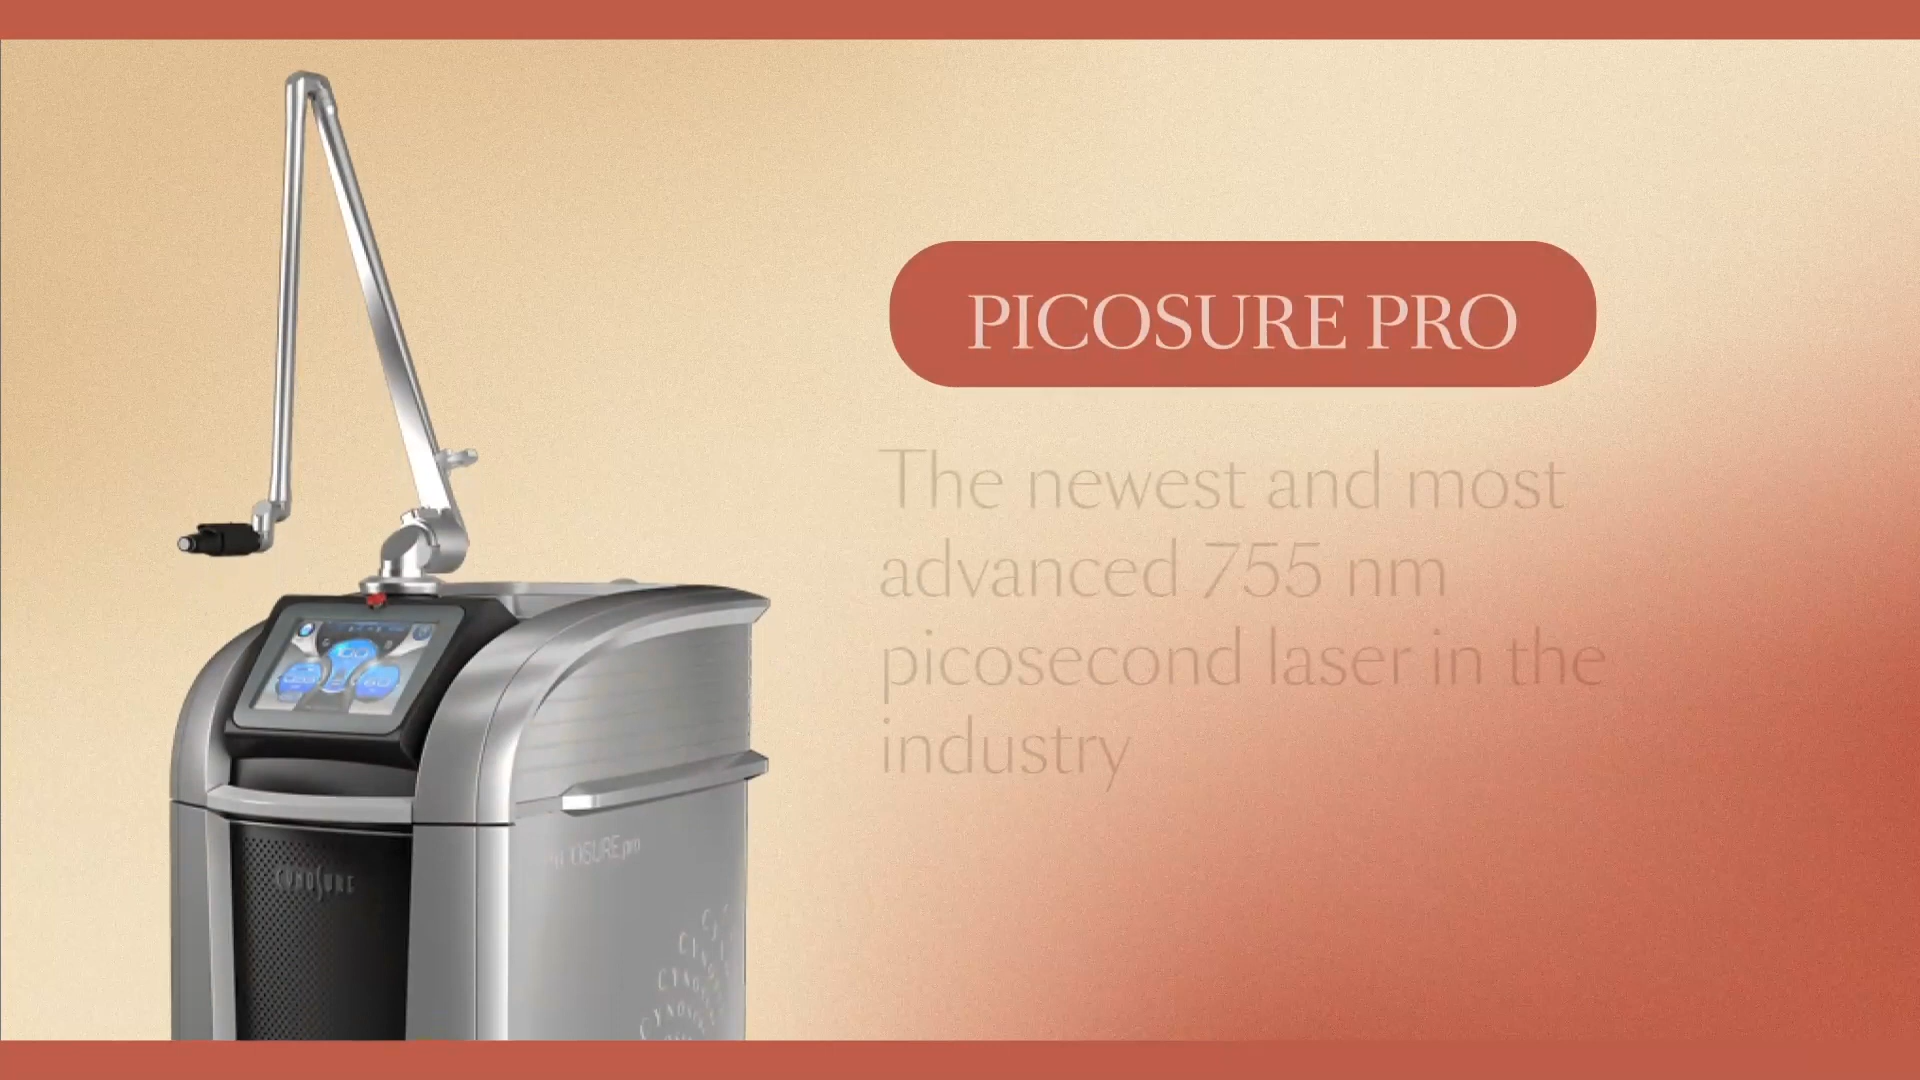 PICOSURE PRO
The newest and most
advanced 755 nm
picosecond laser in the
industry
CYNOSURE